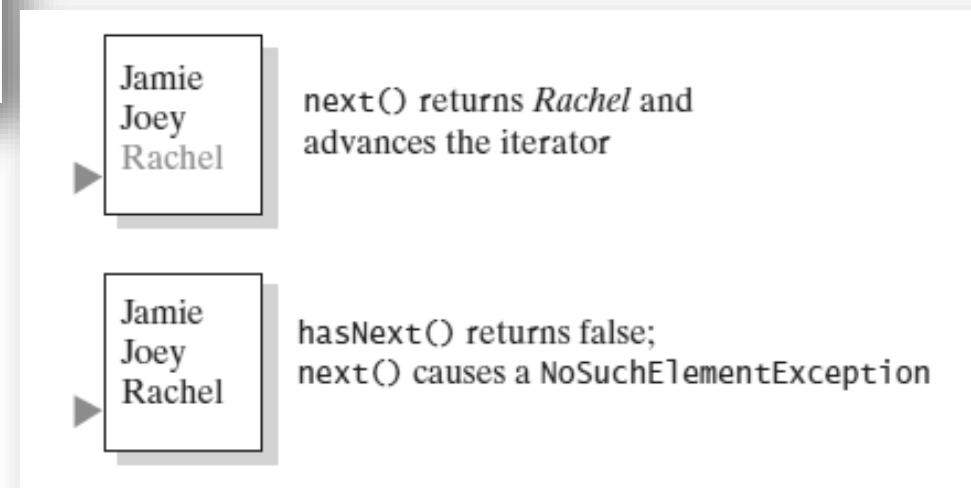 Jamie
Joey
Rachel
next() returns Rachel and
advances the iterator
Jamie
Joey
Rachel
hasNext() returns false;
next() causes a NoSuchElementException